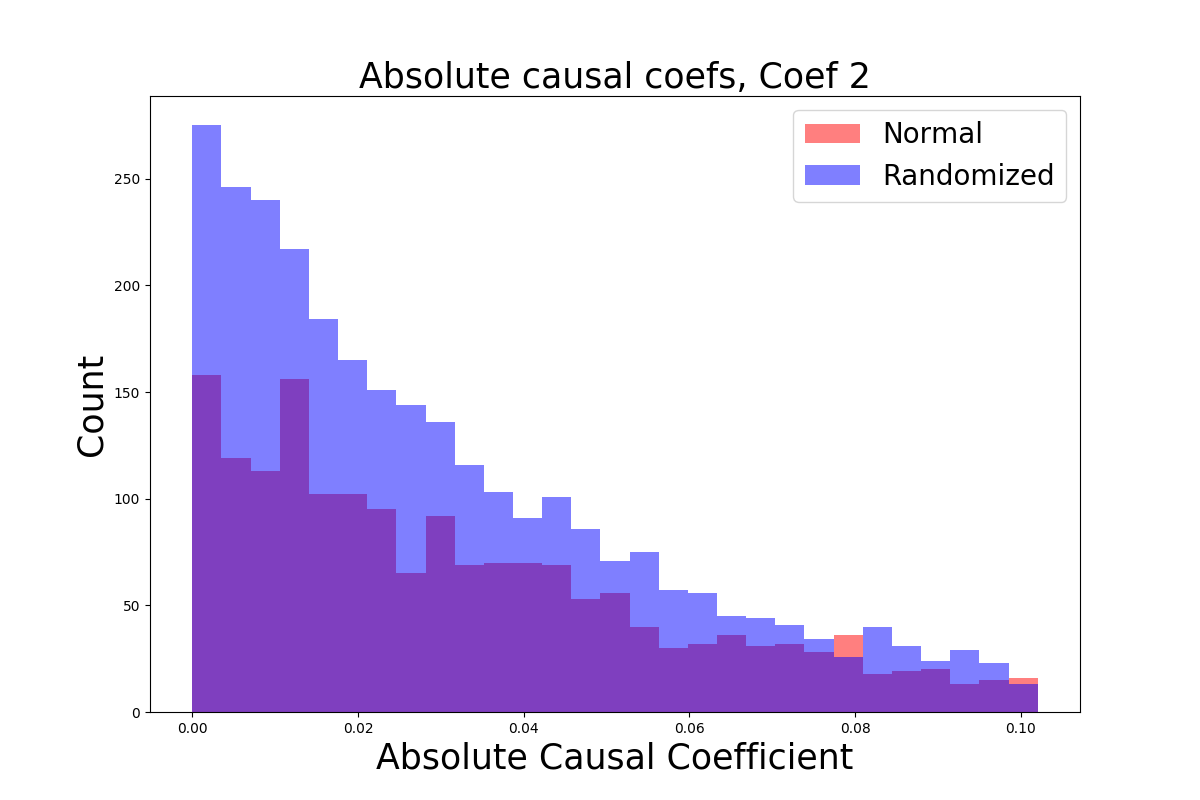 Absolute causal coefs, Coef 2
Normal
Randomized
Count
250
200
150
100
50
0
0.00 0.02 0.04 0.06 0.08 0.10
Absolute Causal Coefficient